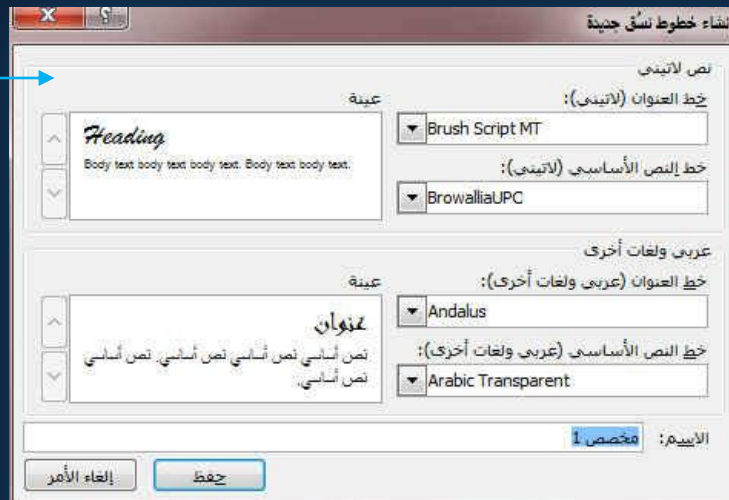 إنشاء خطوط نسُق جديدة
نص لاتيني
خط العنوان (لاتيني):
Brush Script MT
خط النص الأساسي (لاتيني):
BrowalliaUPC
عينة
Heading
Body text body text body text. Body text body text.
عربي ولغات أخرى
خط العنوان (عربي ولغات أخرى):
Andalus
خط النص الأساسي (عربي ولغات أخرى):
Arabic Transparent
عينة
عنوان
نص أساسي نص أساسي نص أساسي. نص أساسي
نص أساسي.
الاسم: مخصص 1
حفظ
إلغاء الأمر